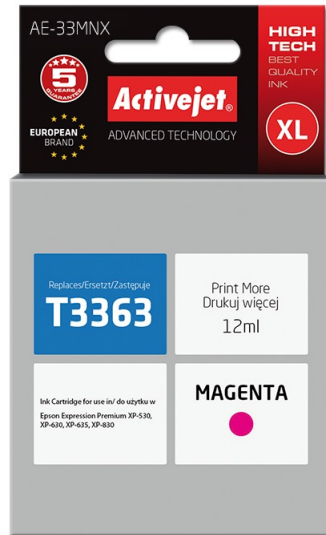 AE-33MNX
HIGH
TECH
BEST
QUALITY
INK
5
YEARS
GUARANTEE
Activejet®
EUROPEAN
BRAND
ADVANCED TECHNOLOGY
XL
Replaces/Ersetzt/Zastępuje
T3363
Print More
Drukuj więcej
12ml
Ink Cartridge for use in/ do użytku w
Epson Expression Premium XP-530,
XP-630, XP-635, XP-830
MAGENTA